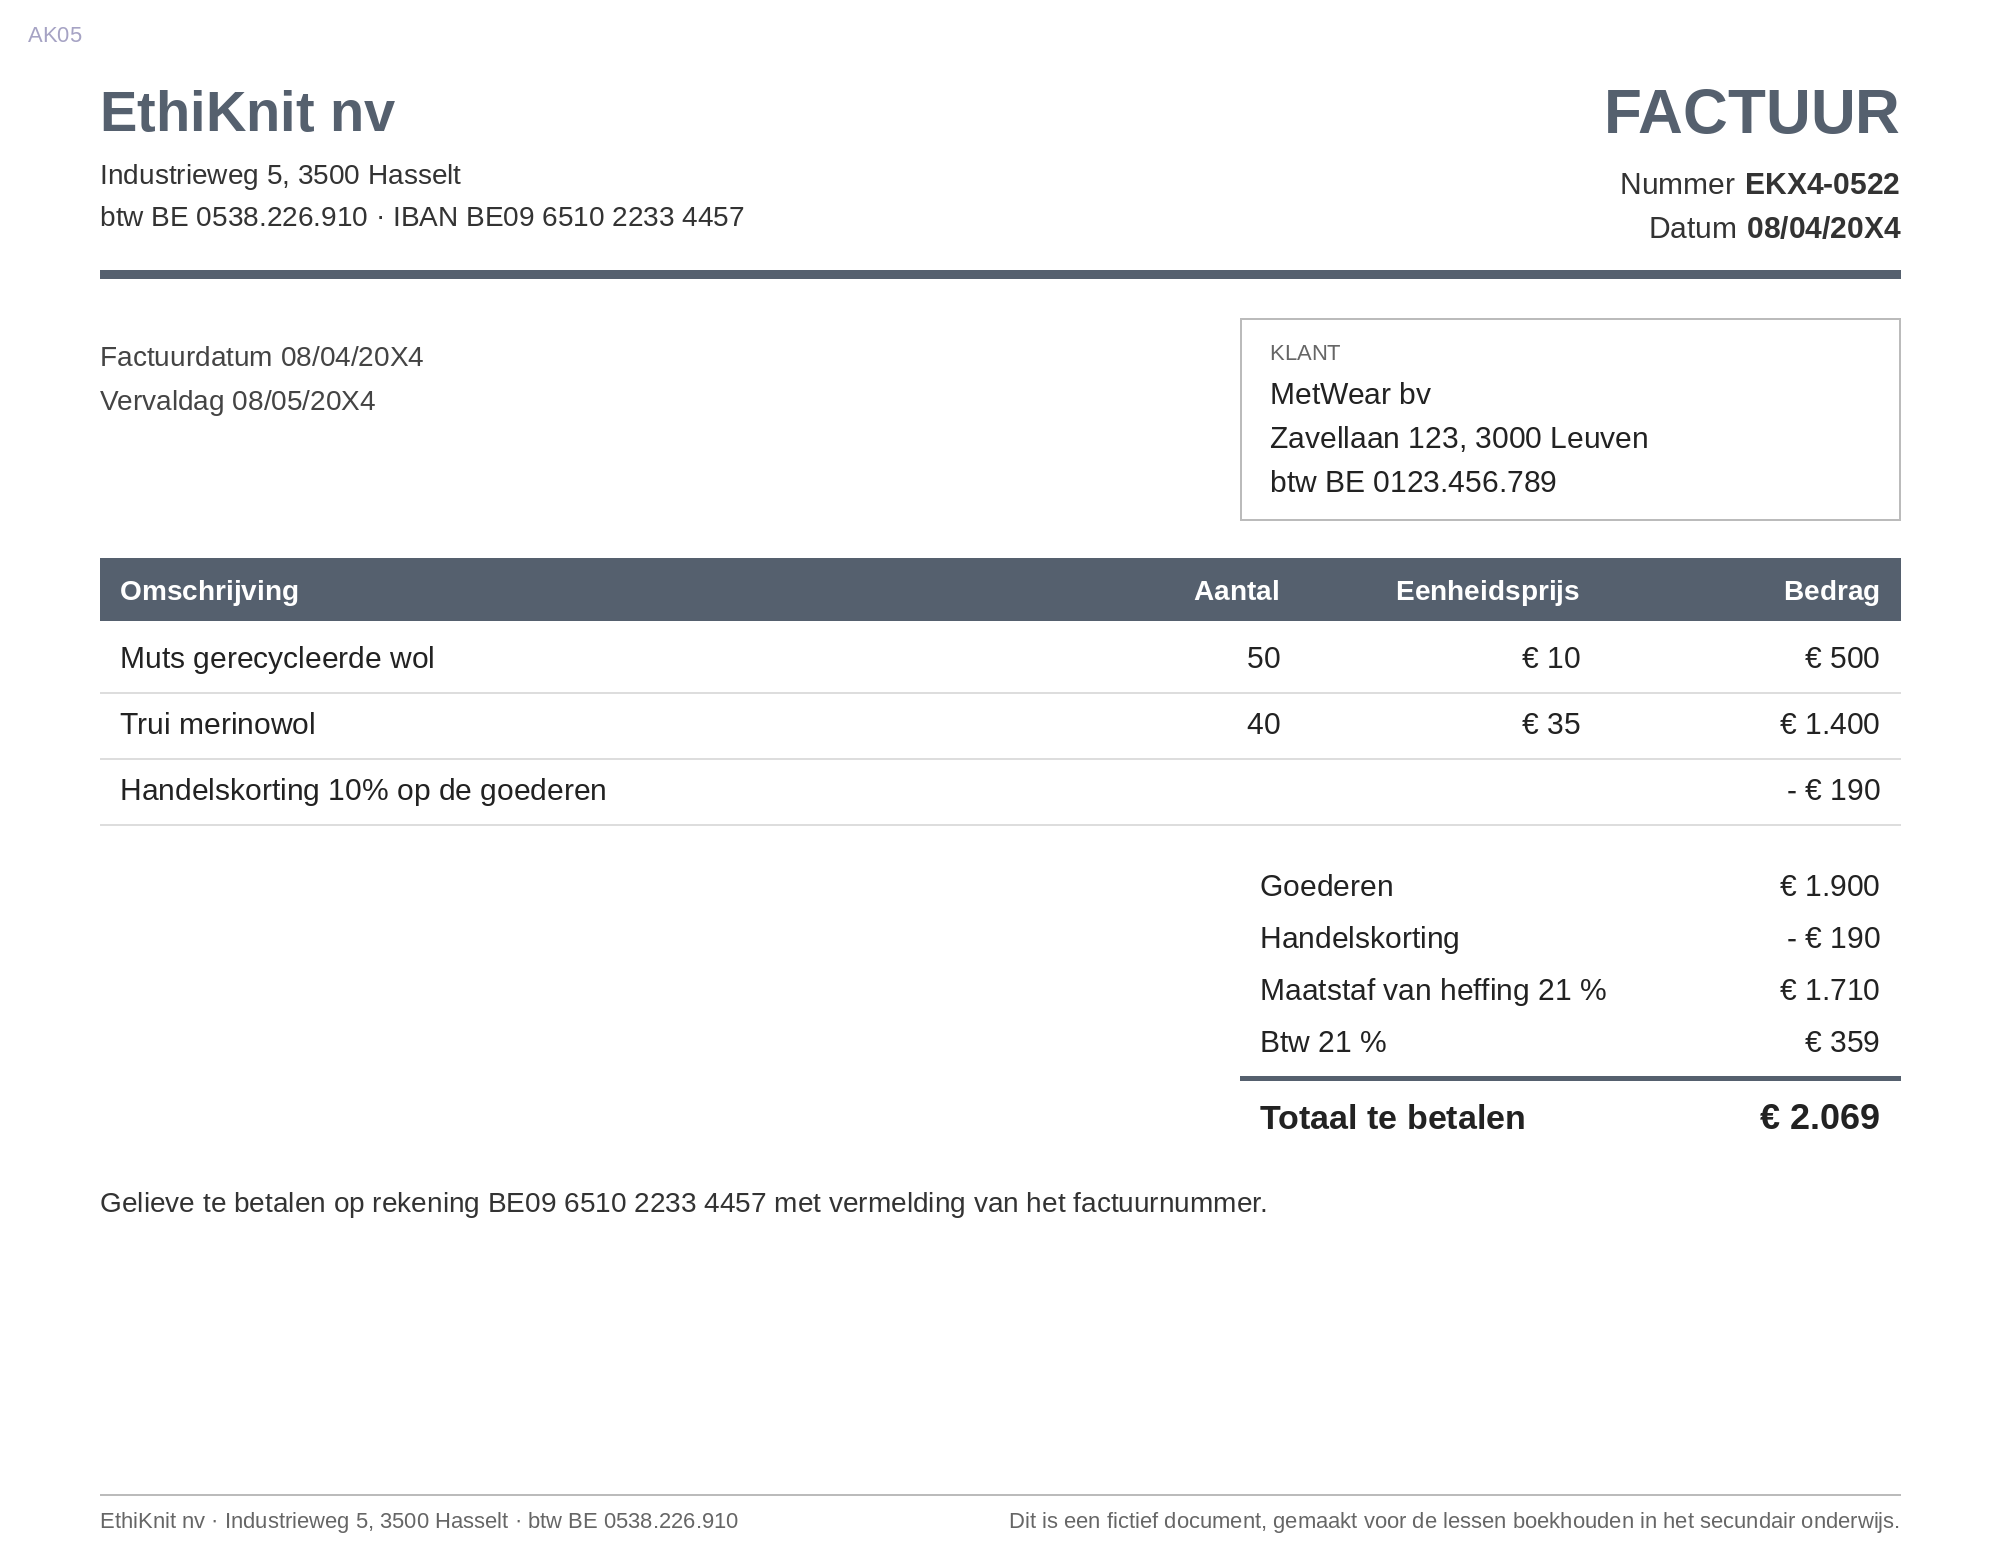 AK05
EthiKnit nv
FACTUUR
Industrieweg 5, 3500 Hasselt
btw BE 0538.226.910 · IBAN BE09 6510 2233 4457
Nummer EKX4-0522
Datum 08/04/20X4
Factuurdatum 08/04/20X4
Vervaldag 08/05/20X4
KLANT
MetWear bv
Zavellaan 123, 3000 Leuven
btw BE 0123.456.789
Omschrijving Aantal Eenheidsprijs Bedrag
Muts gerecycleerde wol 50 € 10 € 500
Trui merinowol 40 € 35 € 1.400
Handelskorting 10% op de goederen - € 190
Goederen € 1.900
Handelskorting - € 190
Maatstaf van heffing 21 % € 1.710
Btw 21 % € 359
Totaal te betalen € 2.069
Gelieve te betalen op rekening BE09 6510 2233 4457 met vermelding van het factuurnummer.
EthiKnit nv · Industrieweg 5, 3500 Hasselt · btw BE 0538.226.910
Dit is een fictief document, gemaakt voor de lessen boekhouden in het secundair onderwijs.